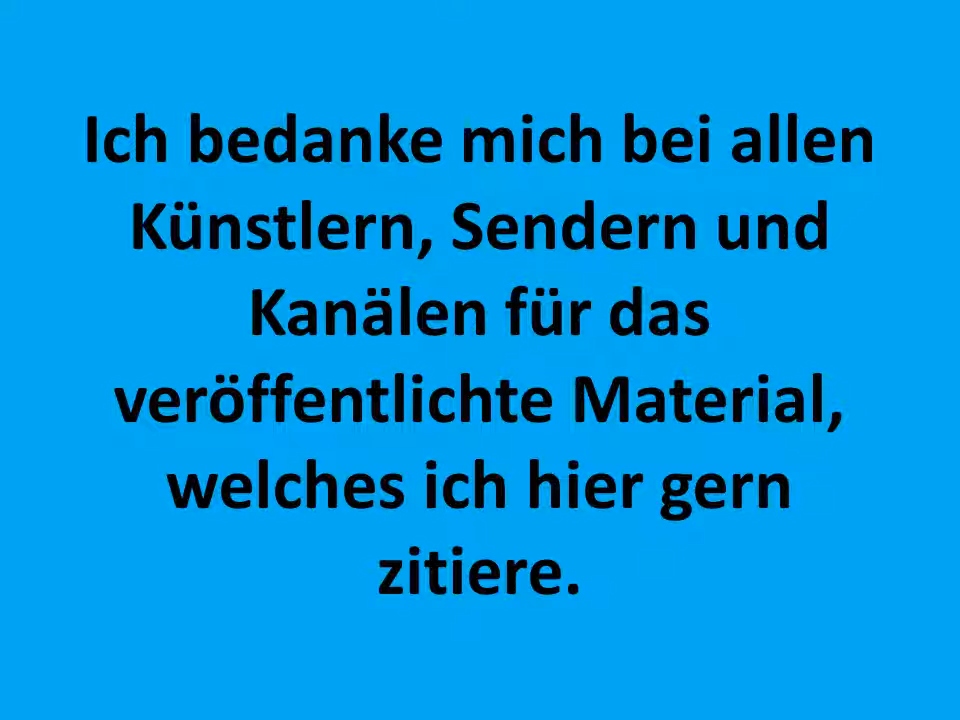 Ich bedanke mich bei allen
Künstlern, Sendern und
Kanälen für das
veröffentlichte Material,
welches ich hier gern
zitiere.